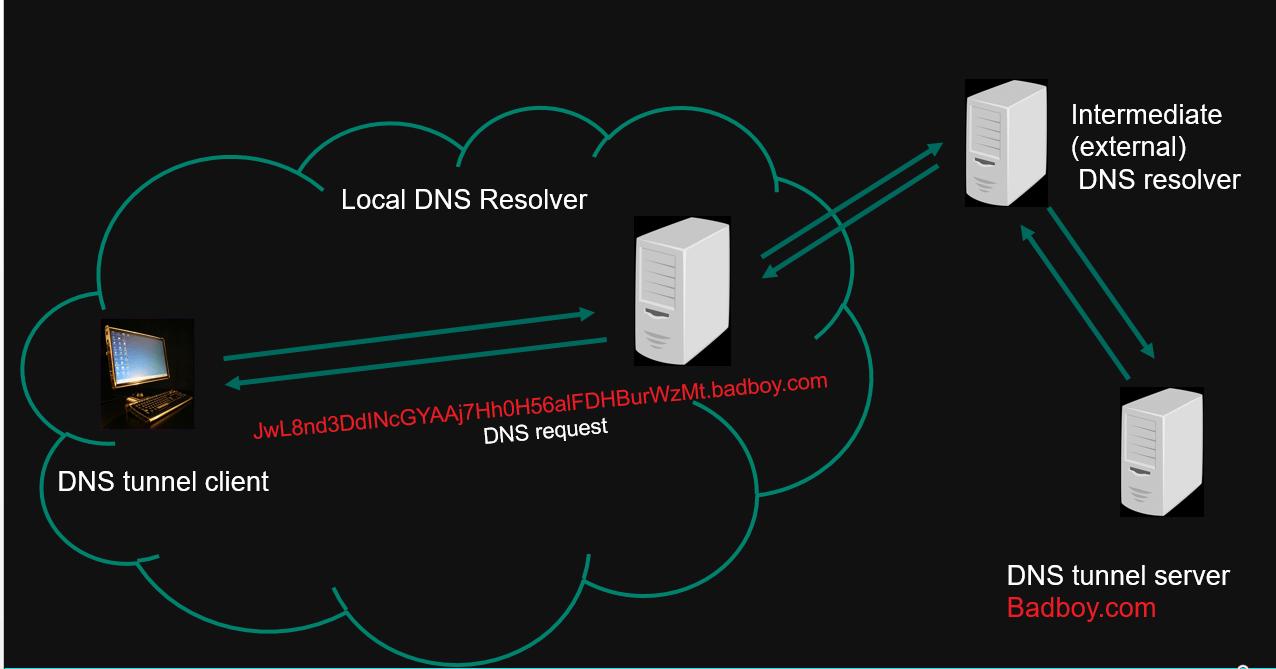 Intermediate
(external)
DNS resolver
Local DNS Resolver
JwL8nd3DdINcGYAAj7Hh0H56alFDHBurWzMt.badboy.com
DNS request
DNS tunnel client
DNS tunnel server
Badboy.com